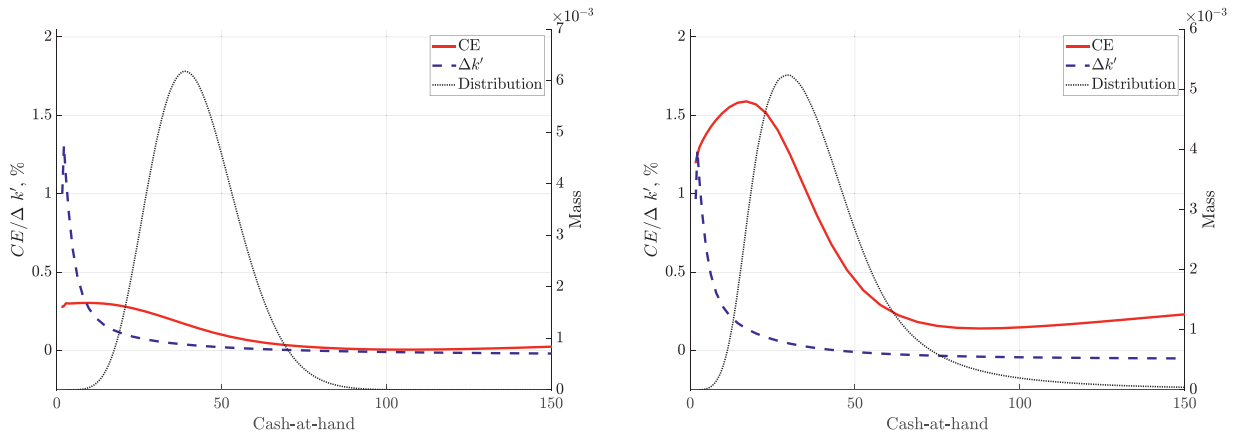 ×10⁻³
2
1.5
1
0.5
0
CE/Δ k′, %
7
6
5
4
3
2
1
0
Mass
CE
Δk′
Distribution
0
50
100
150
Cash-at-hand
×10⁻³
2
1.5
1
0.5
0
CE/Δ k′, %
6
5
4
3
2
1
0
Mass
CE
Δk′
Distribution
0
50
100
150
Cash-at-hand